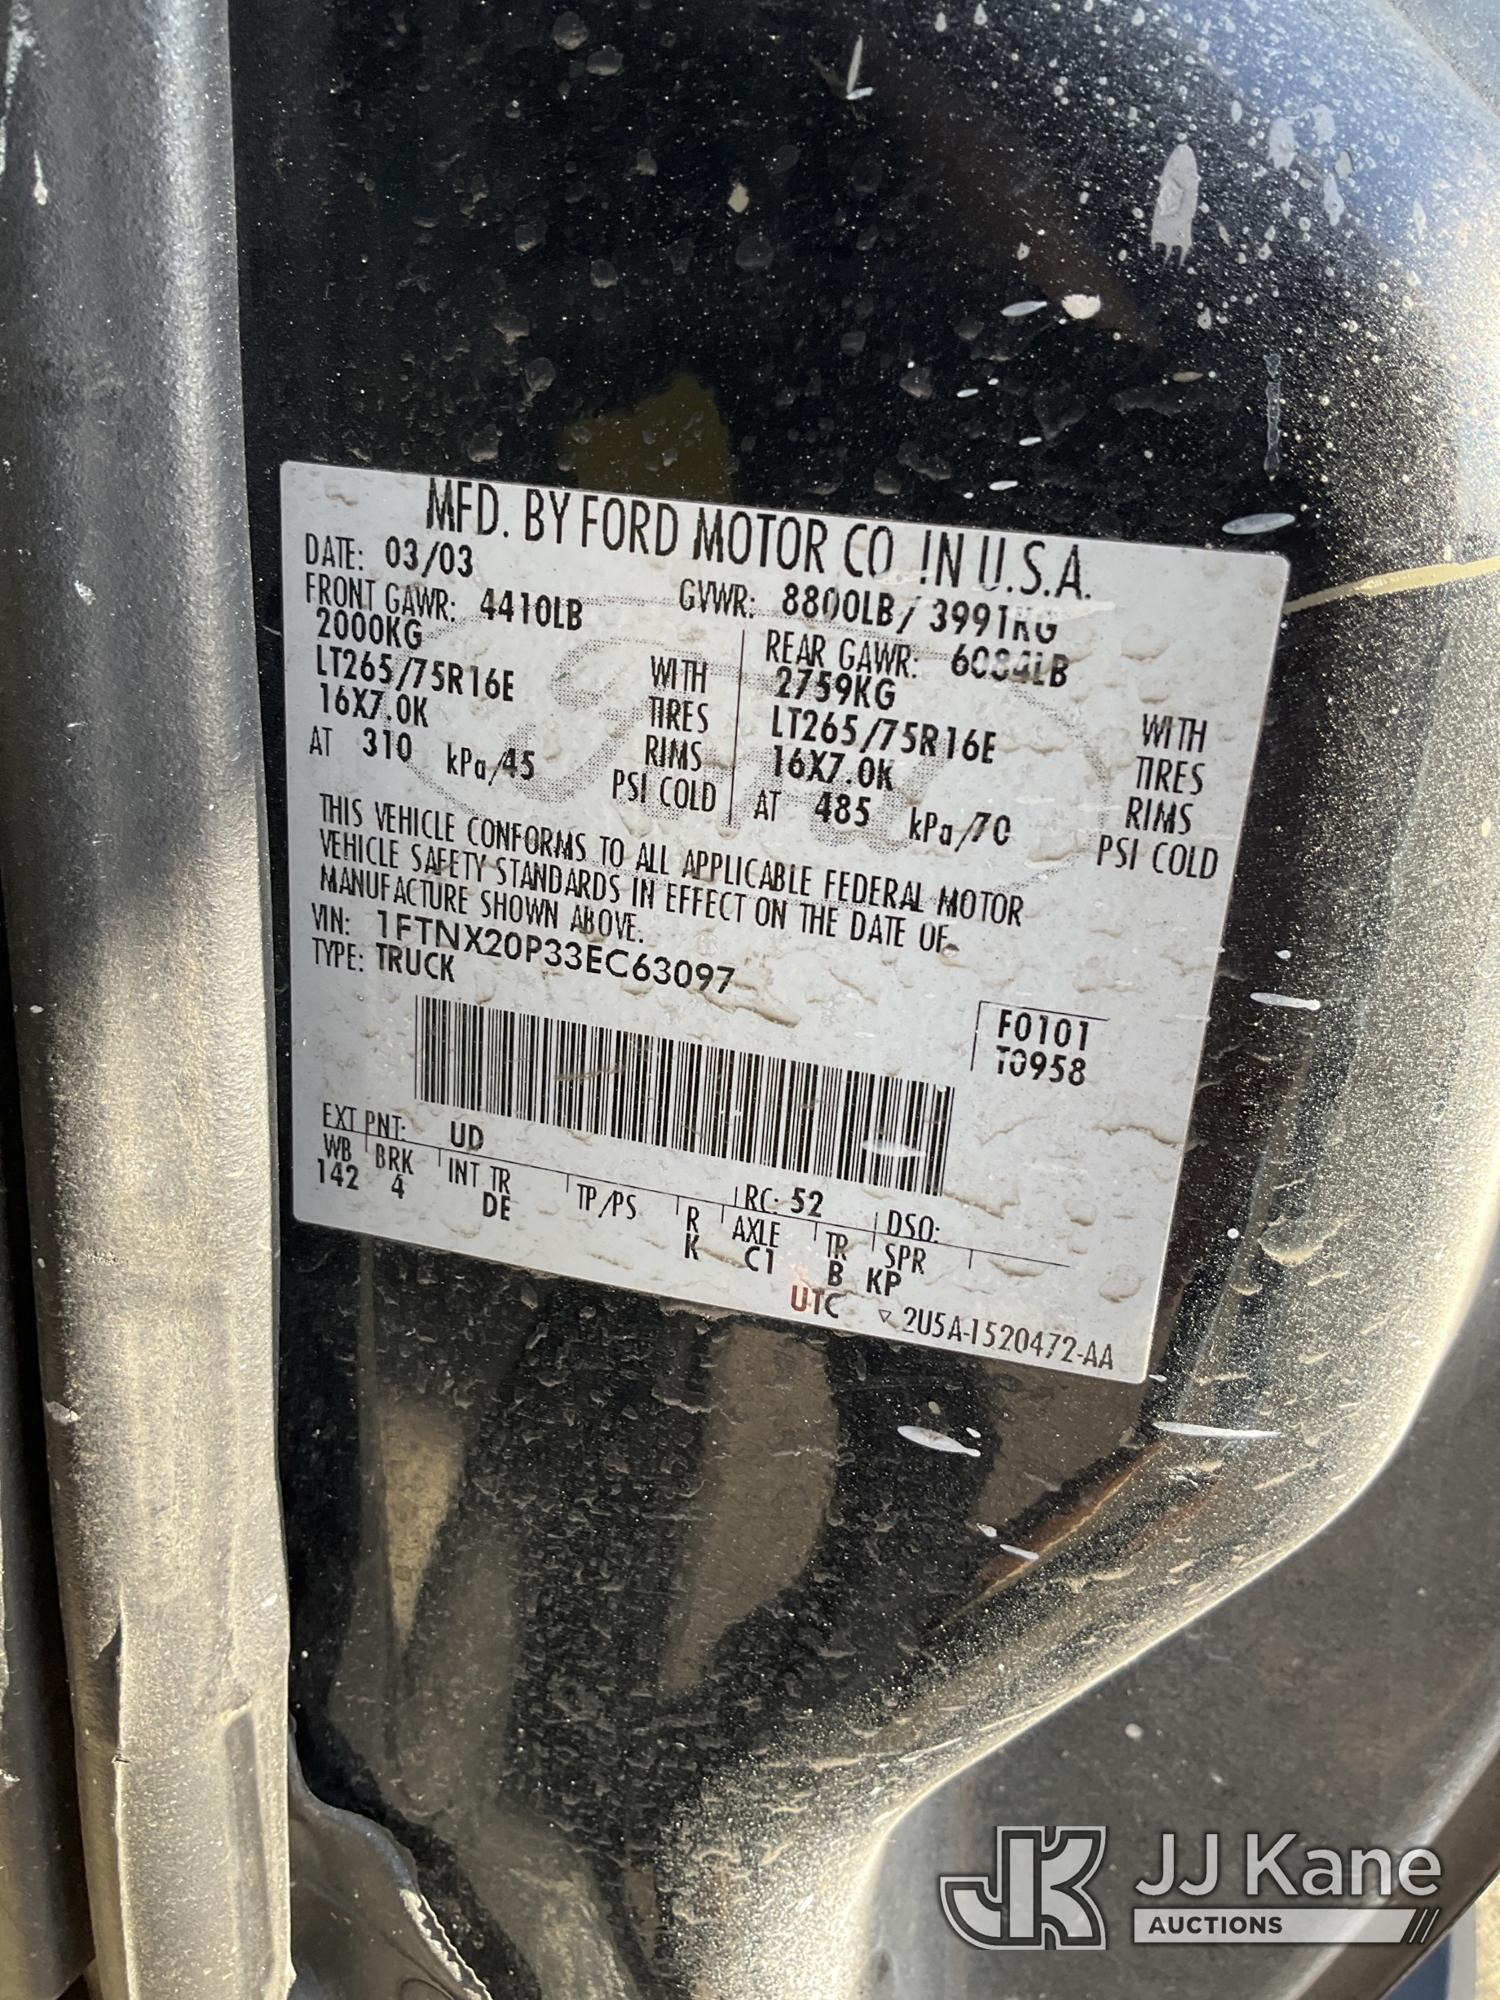 MFD. BY FORD MOTOR CO. IN U.S.A.
DATE: 03/03 GVWR: 8800LB / 3991KG
FRONT GAWR: 4410LB REAR GAWR: 6084LB
2000KG WITH 2759KG WITH
LT265/75R16E TIRES LT265/75R16E TIRES
16X7.0K RIMS 16X7.0K RIMS
AT 310 kPa/45 PSI COLD AT 485 kPa/70 PSI COLD
THIS VEHICLE CONFORMS TO ALL APPLICABLE FEDERAL MOTOR
VEHICLE SAFETY STANDARDS IN EFFECT ON THE DATE OF
MANUFACTURE SHOWN ABOVE.
VIN: 1FTNX20P33EC63097
TYPE: TRUCK
F0101
T0958
EXT PNT: UD RC: 52 DSO:
WB BRK INT TR TP/PS R AXLE TR SPR
142 4 DE K C1 B KP
UTC ▽ 2U5A-1520472-AA
JK JJ Kane
AUCTIONS